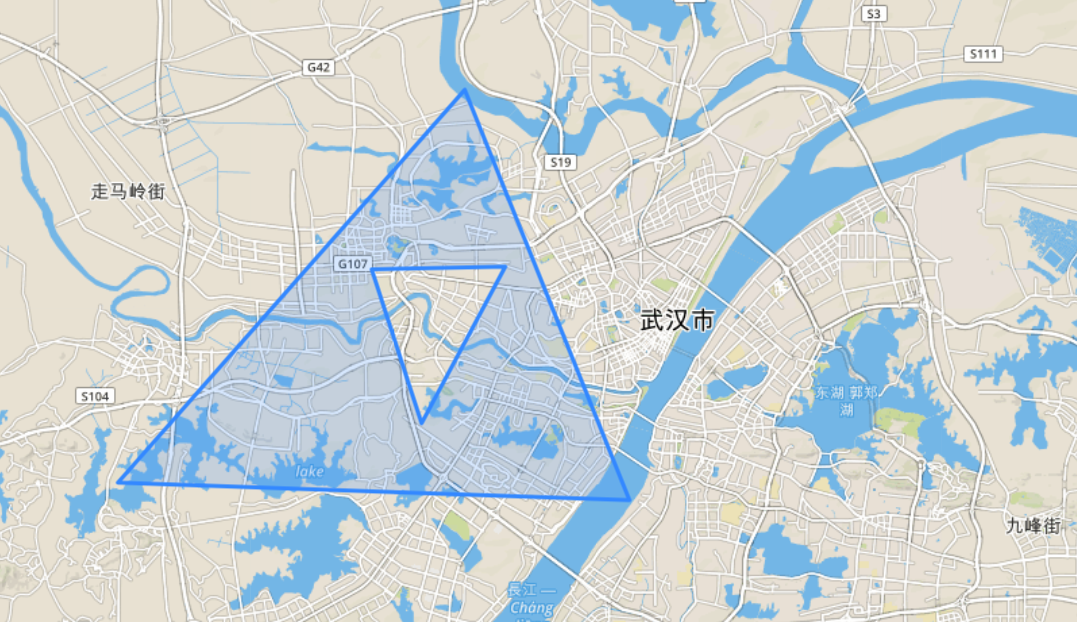 S3
G42
S111
S19
走马岭街
G107
武汉市
S104
东湖 郭郑
湖
lake
九峰街
長江 —
Chang